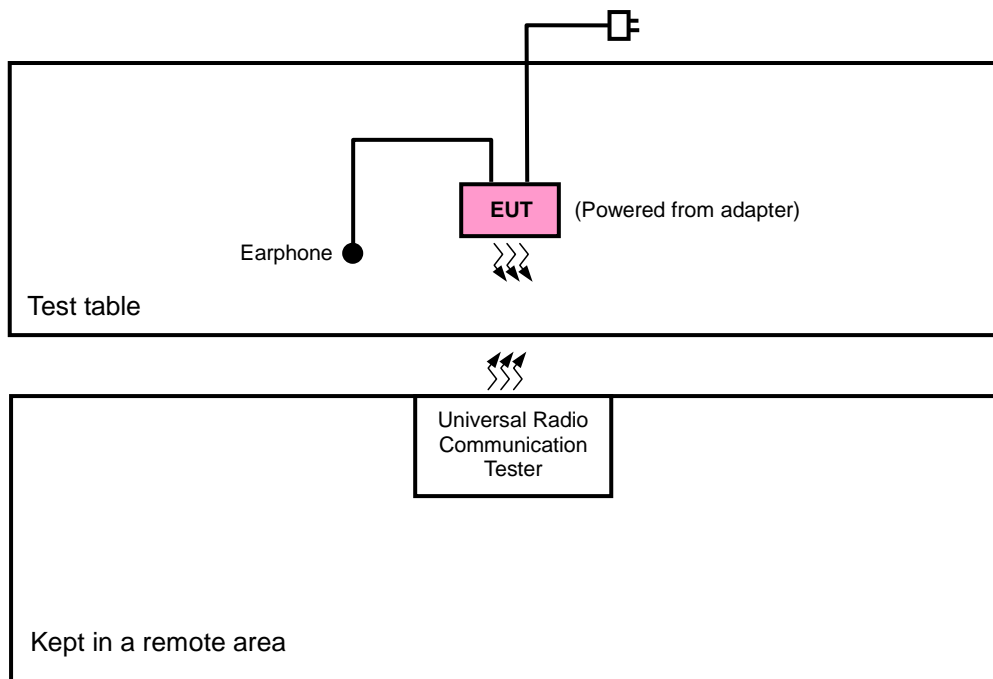 EUT
(Powered from adapter)
Earphone
Test table
Universal Radio
Communication
Tester
Kept in a remote area